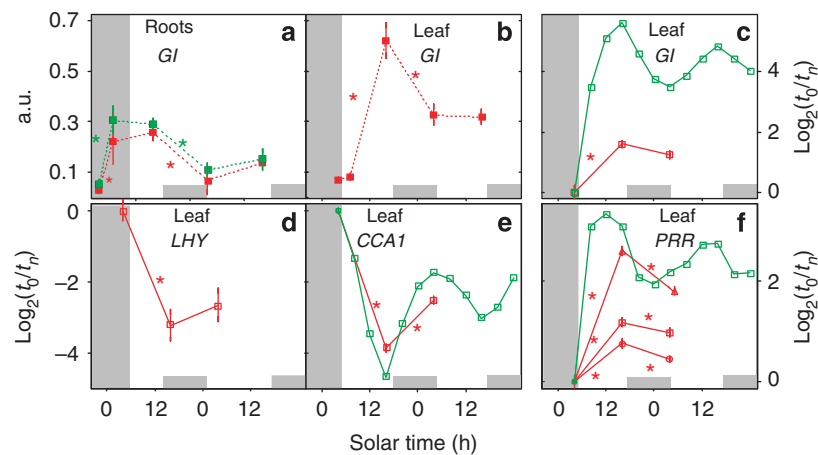 Roots
GI
a
Leaf
GI
b
Leaf
GI
c
0.7
0.5
0.3
0.1
a.u.
4
2
0
Log2(t0/tn)
Leaf
LHY
d
Leaf
CCA1
e
Leaf
PRR
f
0
−2
−4
Log2(t0/tn)
2
0
Log2(t0/tn)
0 12 0 12
0 12 0 12
0 12 0 12
Solar time (h)